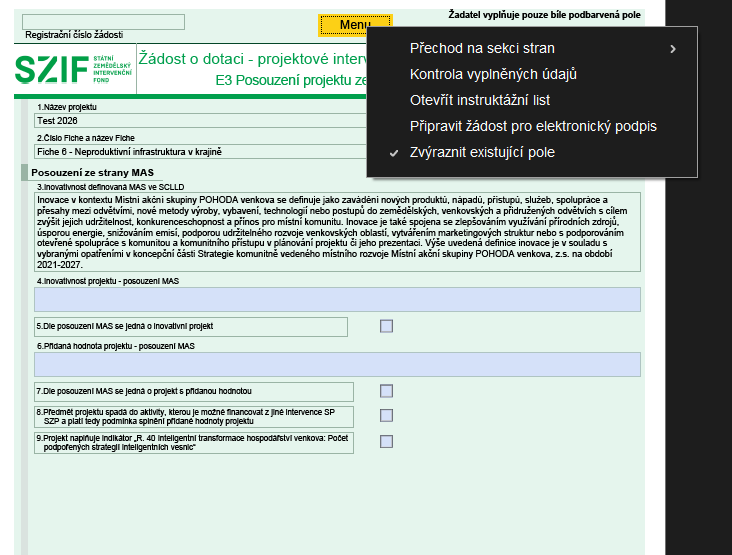 Žadatel vyplňuje pouze bíle podbarvená pole
Menu
Registrační číslo žádosti
Přechod na sekci stran
Kontrola vyplněných údajů
Otevřít instruktážní list
Připravit žádost pro elektronický podpis
Zvýraznit existující pole
SZIF
STÁTNÍ
ZEMĚDĚLSKÝ
INTERVENČNÍ
FOND
Žádost o dotaci - projektové
E3 Posouzení projektu
1.Název projektu
Test 2026
2.Číslo Fiche a název Fiche
Fiche 6 - Neproduktivní infrastruktura v krajině
Posouzení ze strany MAS
3.Inovativnost definovaná MAS ve SCLLD
Inovace v kontextu Místní akční skupiny POHODA venkova se definuje jako zavádění nových produktů, nápadů, přístupů, služeb, spolupráce a
přesahy mezi odvětvími, nové metody výroby, vybavení, technologií nebo postupů do zemědělských, venkovských a přidružených odvětvích s cílem
zvýšit jejich udržitelnost, konkurenceschopnost a přínos pro místní komunitu. Inovace je také spojena se zlepšováním využívání přírodních zdrojů,
úsporou energie, snižováním emisí, podporou udržitelného rozvoje venkovských oblastí, vytvářením marketingových struktur nebo s podporováním
otevřené spolupráce s komunitou a komunitního přístupu v plánování projektu či jeho prezentaci. Výše uvedená definice inovace je v souladu s
vybranými opatřeními v koncepční části Strategie komunitně vedeného místního rozvoje Místní akční skupiny POHODA venkova, z.s. na období
2021-2027.
4.Inovativnost projektu - posouzení MAS
5.Dle posouzení MAS se jedná o inovativní projekt
6.Přidaná hodnota projektu - posouzení MAS
7.Dle posouzení MAS se jedná o projekt s přidanou hodnotou
8.Předmět projektu spadá do aktivity, kterou je možné financovat z jiné intervence SP
SZP a platí tedy podmínka splnění přidané hodnoty projektu
9.Projekt naplňuje indikátor „R. 40 Inteligentní transformace hospodářství venkova: Počet
podpořených strategií inteligentních vesnic“